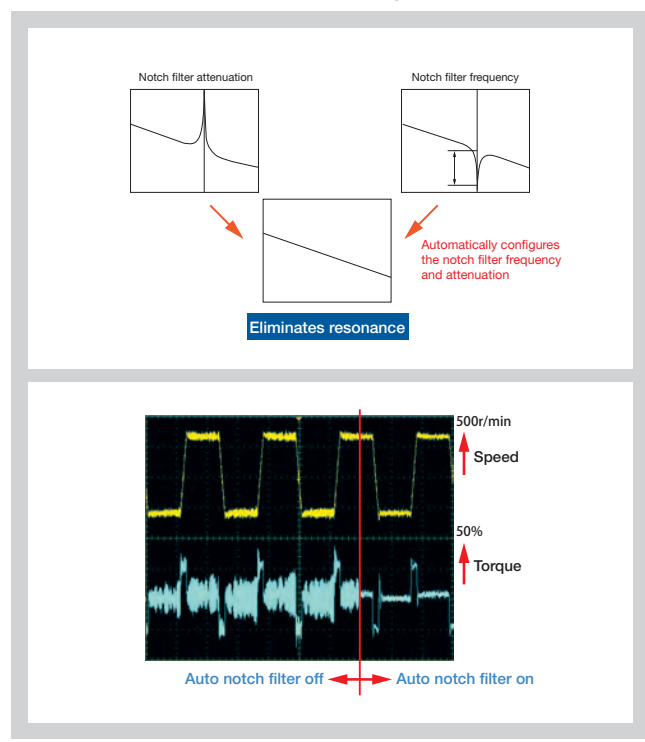 Notch filter attenuation
Notch filter frequency
Automatically configures
the notch filter frequency
and attenuation
Eliminates resonance
500r/min
Speed
50%
Torque
Auto notch filter off
Auto notch filter on